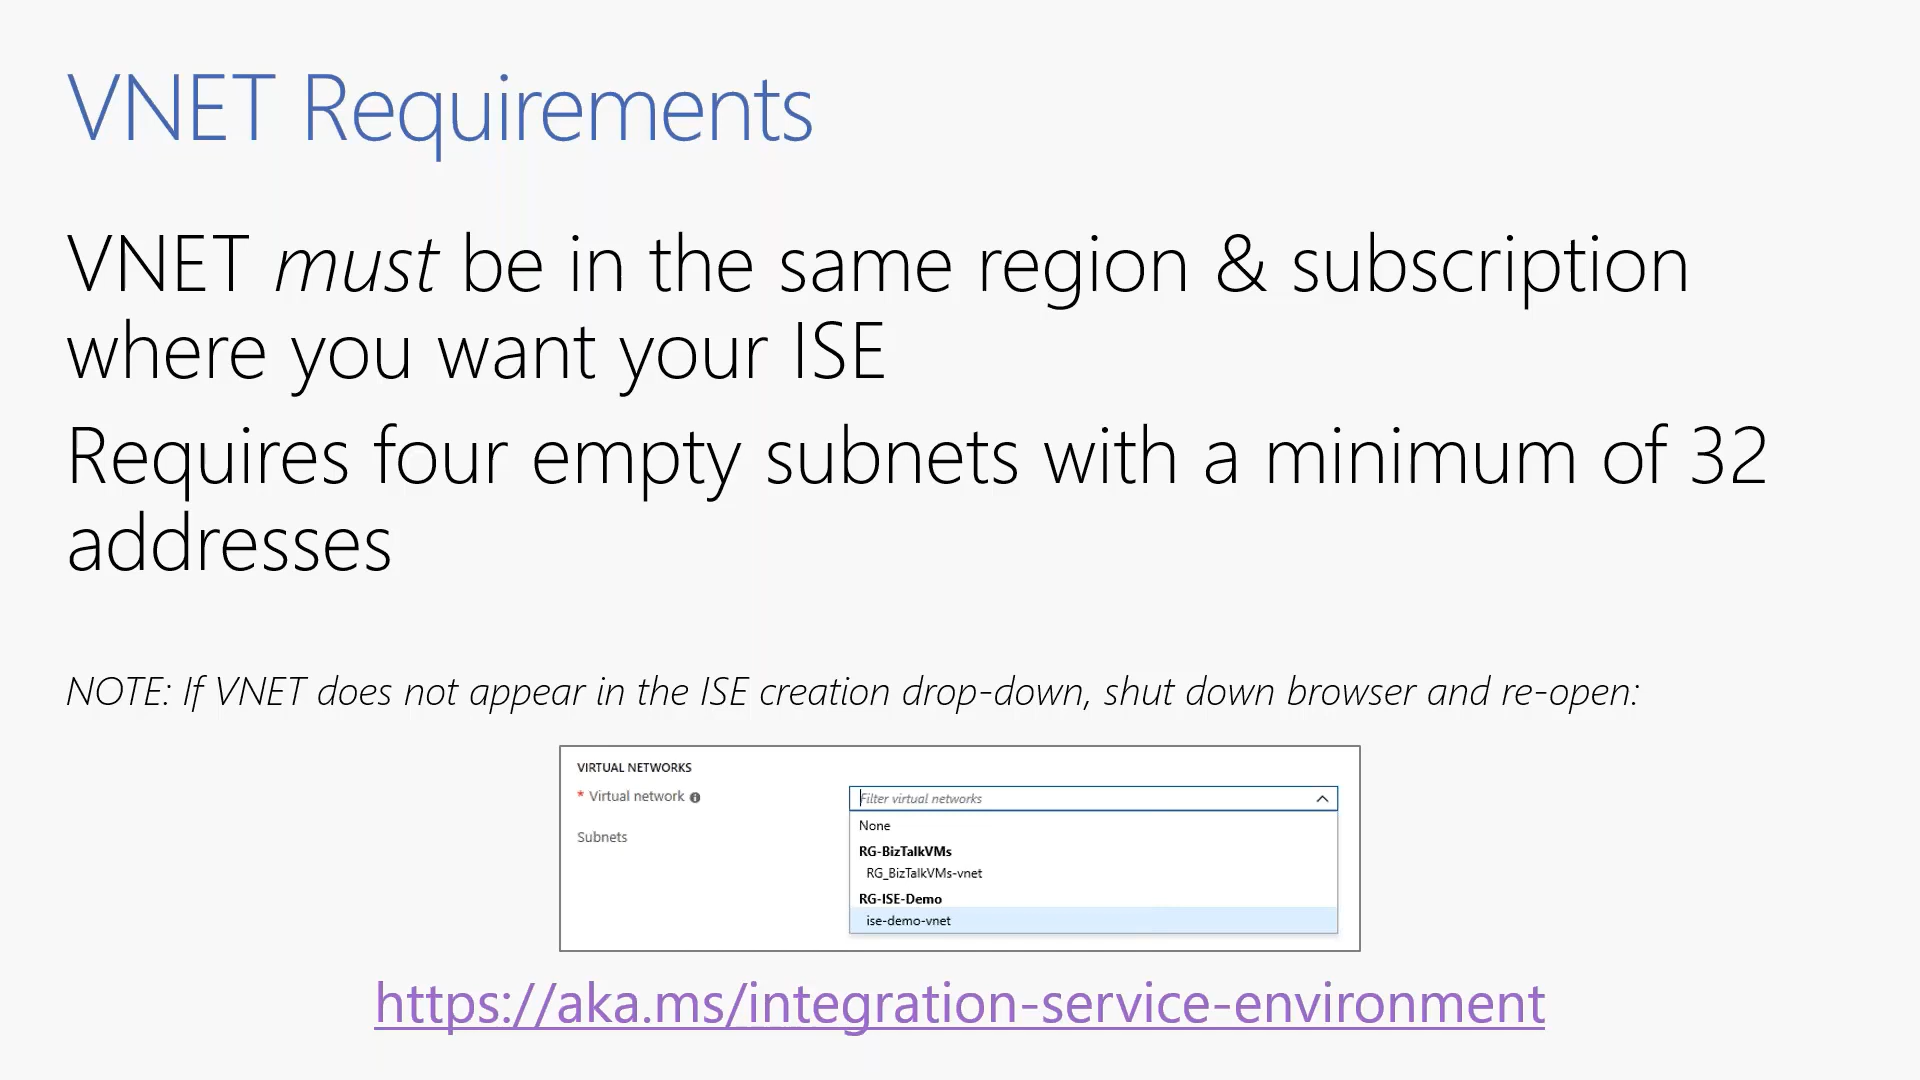 VNET Requirements
VNET must be in the same region & subscription
where you want your ISE
Requires four empty subnets with a minimum of 32
addresses
NOTE: If VNET does not appear in the ISE creation drop-down, shut down browser and re-open:
VIRTUAL NETWORKS
* Virtual network
Filter virtual networks
None
Subnets
RG-BizTalkVMs
RG_BizTalkVMs-vnet
RG-ISE-Demo
ise-demo-vnet
https://aka.ms/integration-service-environment